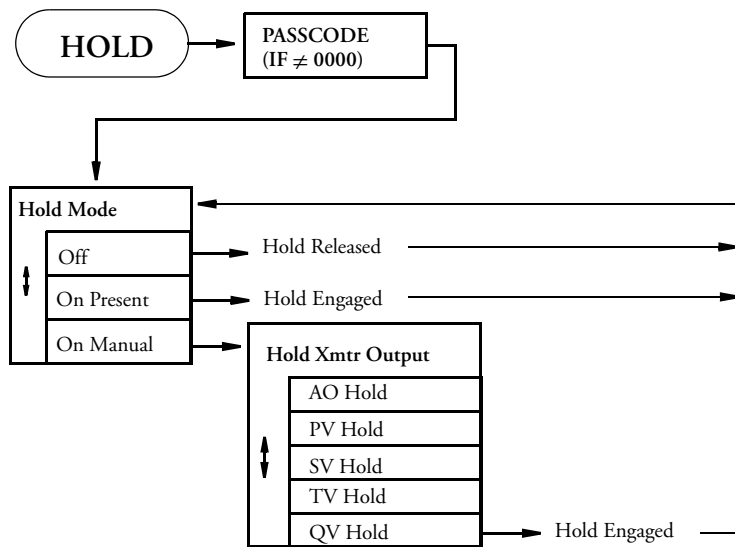 HOLD
PASSCODE
(IF ≠ 0000)
Hold Mode
Off
Hold Released
On Present
Hold Engaged
On Manual
Hold Xmtr Output
AO Hold
PV Hold
SV Hold
TV Hold
QV Hold
Hold Engaged